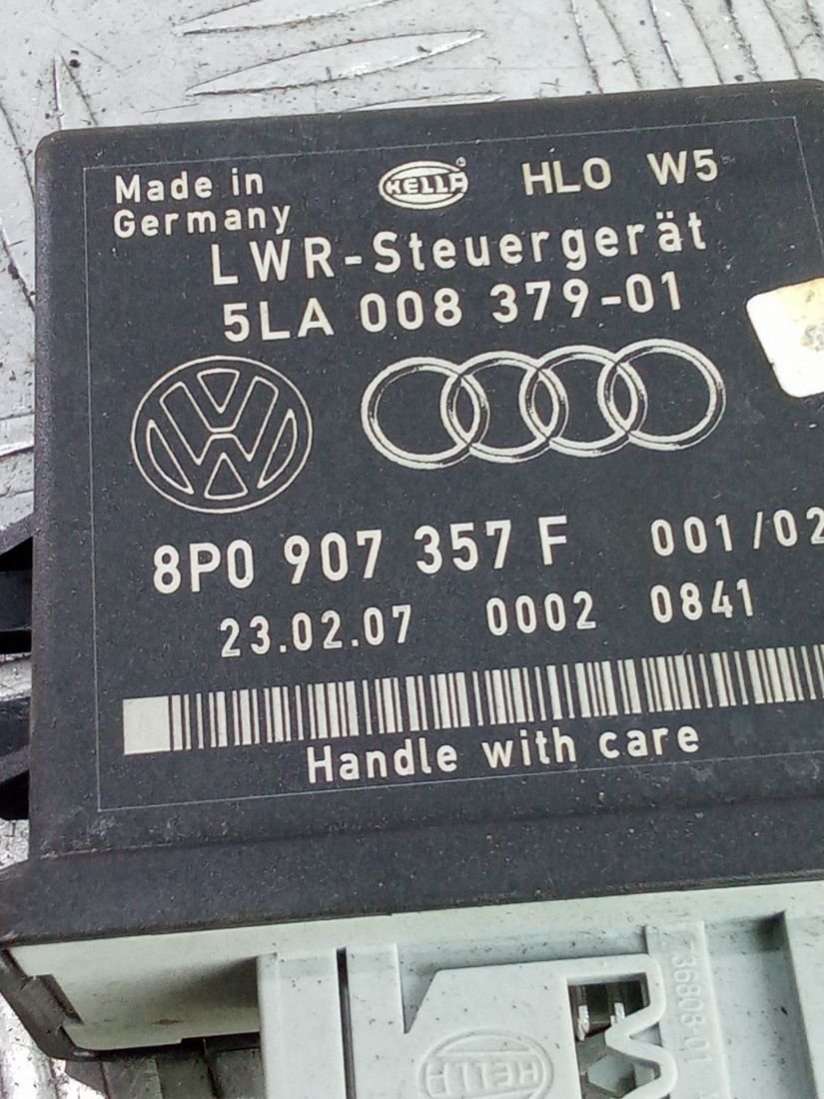 Made in Germany
HELLA HLO W5
LWR-Steuergerät
5LA 008 379-01
8P0 907 357 F 001/02
23.02.07 0002 0841
Handle with care
HELLA